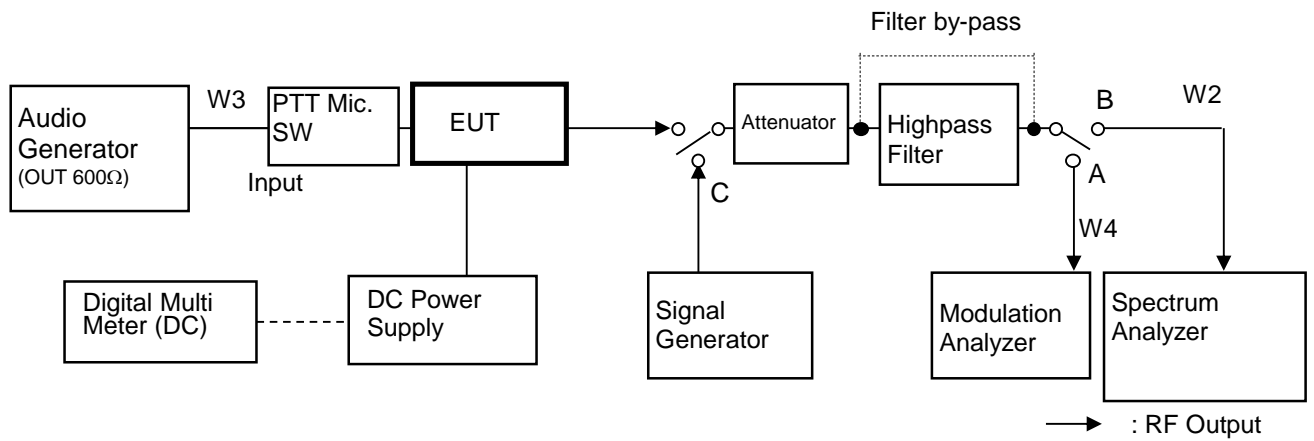 Filter by-pass
Audio
Generator
(OUT 600Ω)
W3
PTT Mic.
SW
Input
EUT
Attenuator
Highpass
Filter
B
A
W2
C
W4
Digital Multi
Meter (DC)
DC Power
Supply
Signal
Generator
Modulation
Analyzer
Spectrum
Analyzer
: RF Output